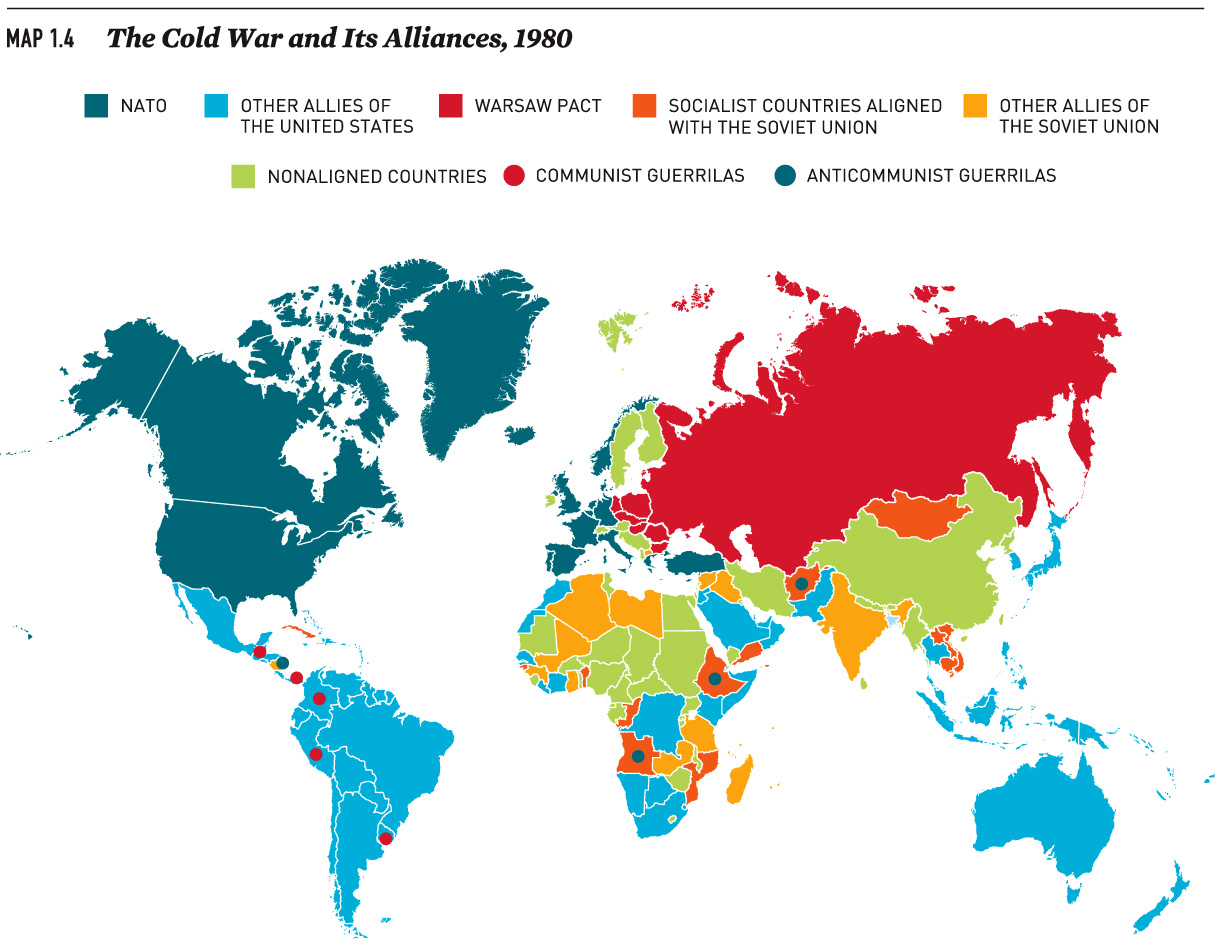 MAP 1.4 The Cold War and Its Alliances, 1980
NATO
OTHER ALLIES OF
THE UNITED STATES
WARSAW PACT
SOCIALIST COUNTRIES ALIGNED
WITH THE SOVIET UNION
OTHER ALLIES OF
THE SOVIET UNION
NONALIGNED COUNTRIES
COMMUNIST GUERRILAS
ANTICOMMUNIST GUERRILAS